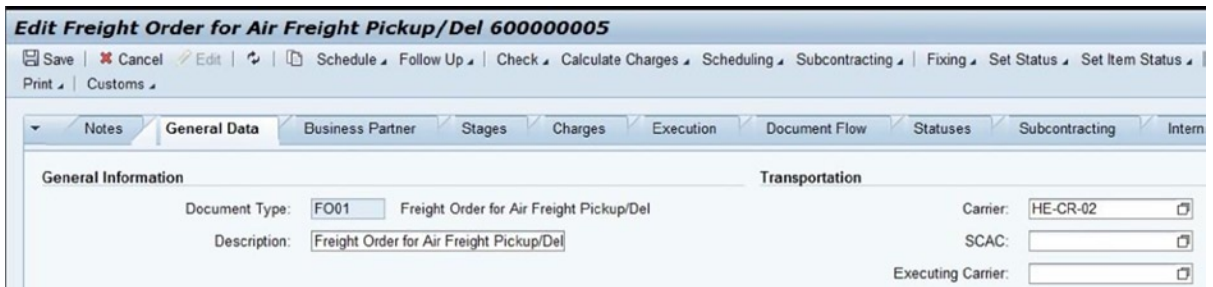 Edit Freight Order for Air Freight Pickup/Del 600000005
Save | Cancel Edit | | Schedule Follow Up | Check Calculate Charges Scheduling Subcontracting | Fixing Set Status Set Item Status |
Print | Customs
Notes General Data Business Partner Stages Charges Execution Document Flow Statuses Subcontracting Intern
General Information Transportation
Document Type: FO01 Freight Order for Air Freight Pickup/Del Carrier: HE-CR-02
Description: Freight Order for Air Freight Pickup/Del SCAC:
Executing Carrier: